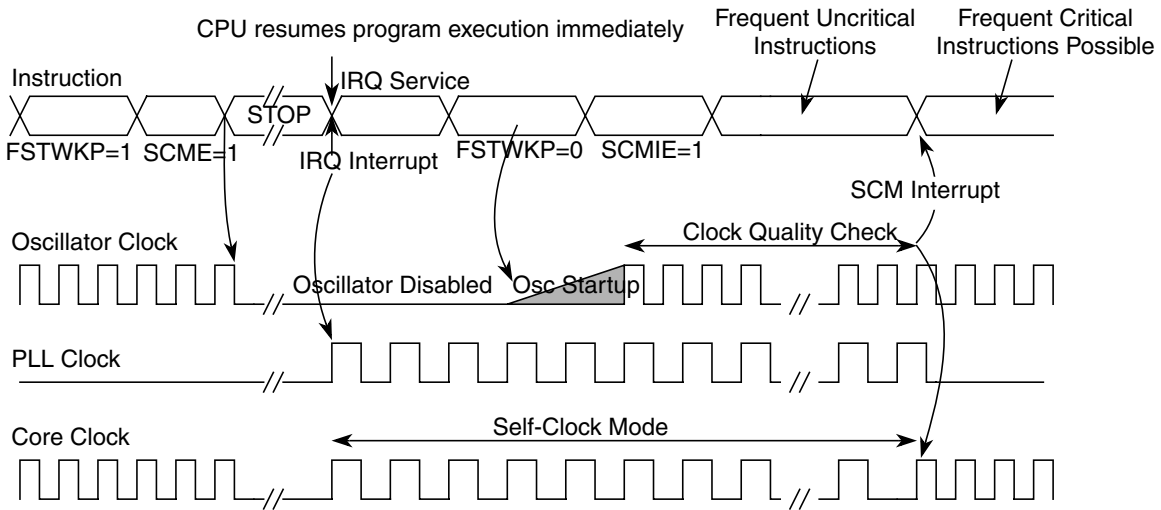 CPU resumes program execution immediately
Frequent Uncritical
Instructions
Frequent Critical
Instructions Possible
Instruction
STOP
IRQ Service
FSTWKP=1
SCME=1
IRQ Interrupt
FSTWKP=0
SCMIE=1
SCM Interrupt
Oscillator Clock
Clock Quality Check
Oscillator Disabled
Osc Startup
PLL Clock
Core Clock
Self-Clock Mode